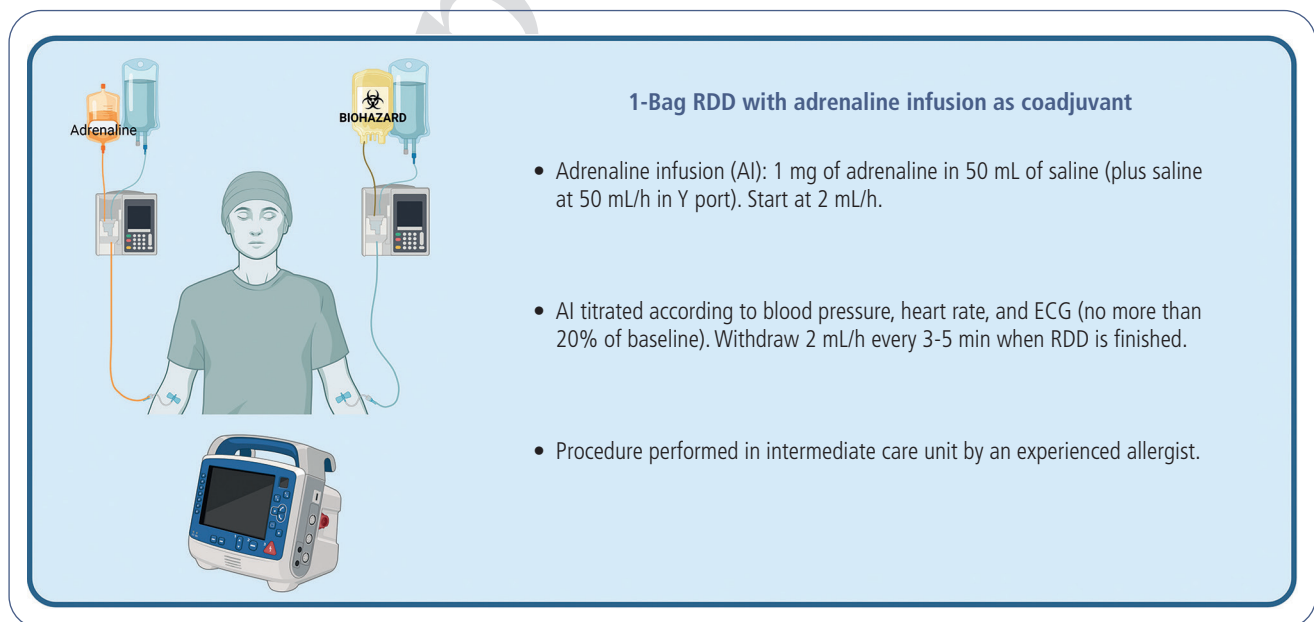 Adrenaline
BIOHAZARD
1-Bag RDD with adrenaline infusion as coadjuvant
• Adrenaline infusion (AI): 1 mg of adrenaline in 50 mL of saline (plus saline
at 50 mL/h in Y port). Start at 2 mL/h.
• AI titrated according to blood pressure, heart rate, and ECG (no more than
20% of baseline). Withdraw 2 mL/h every 3-5 min when RDD is finished.
• Procedure performed in intermediate care unit by an experienced allergist.